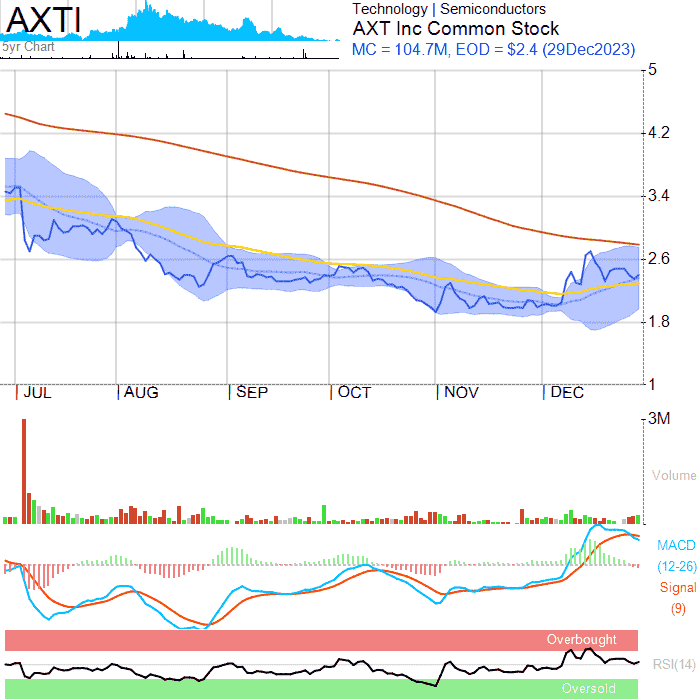 AXTI
5yr Chart
Technology | Semiconductors
AXT Inc Common Stock
MC = 104.7M, EOD = $2.4 (29Dec2023)
5
4.2
3.4
2.6
1.8
1
JUL AUG SEP OCT NOV DEC
3M
Volume
MACD
(12-26)
Signal
(9)
Overbought
RSI(14)
Oversold